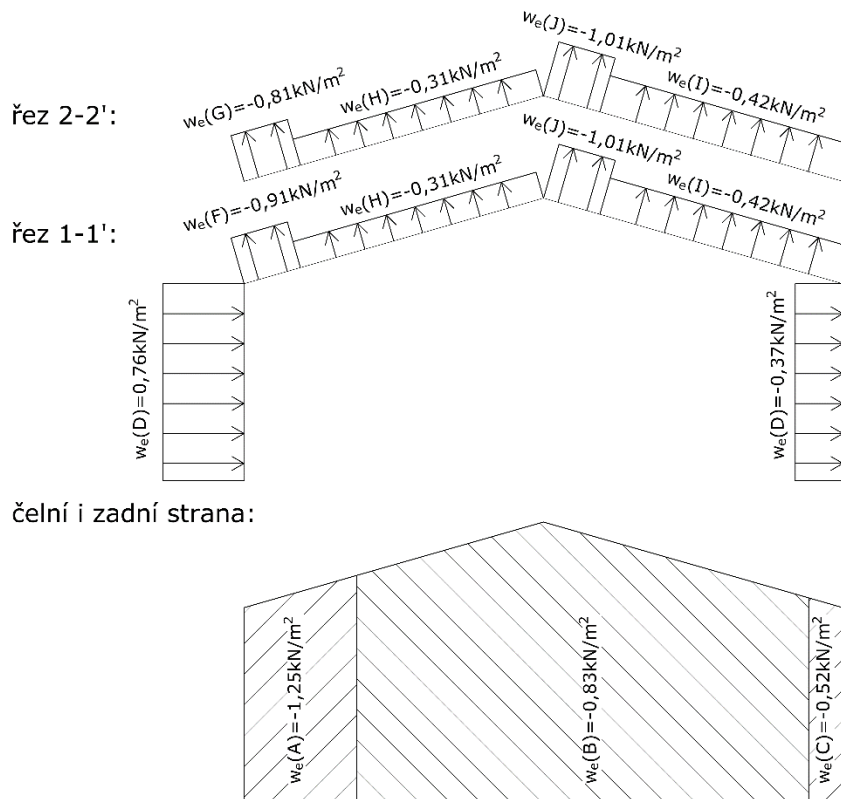 řez 2-2':
w_e(G)=-0,81kN/m²
w_e(H)=-0,31kN/m²
w_e(J)=-1,01kN/m²
w_e(I)=-0,42kN/m²
řez 1-1':
w_e(F)=-0,91kN/m²
w_e(H)=-0,31kN/m²
w_e(J)=-1,01kN/m²
w_e(I)=-0,42kN/m²
w_e(D)=0,76kN/m²
w_e(D)=-0,37kN/m²
čelní i zadní strana:
w_e(A)=-1,25kN/m²
w_e(B)=-0,83kN/m²
w_e(C)=-0,52kN/m²